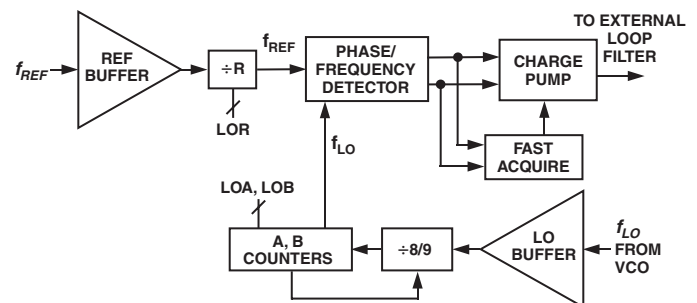 f_REF
REF
BUFFER
÷R
LOR
f_REF
PHASE/
FREQUENCY
DETECTOR
CHARGE
PUMP
TO EXTERNAL
LOOP
FILTER
FAST
ACQUIRE
f_LO
LOA, LOB
A, B
COUNTERS
÷8/9
LO
BUFFER
f_LO
FROM
VCO